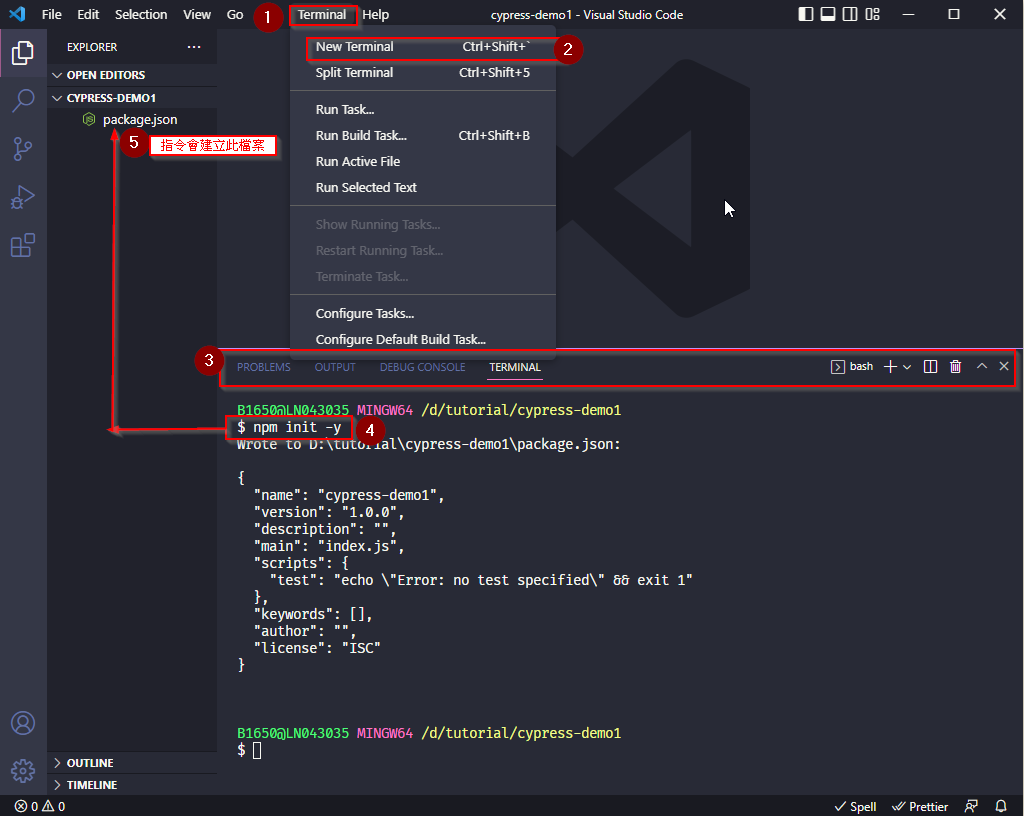 File Edit Selection View Go Terminal Help cypress-demo1 - Visual Studio Code
1
New Terminal Ctrl+Shift+`
2
Split Terminal Ctrl+Shift+5
Run Task...
Run Build Task... Ctrl+Shift+B
Run Active File
Run Selected Text
Show Running Tasks...
Restart Running Task...
Terminate Task...
Configure Tasks...
Configure Default Build Task...
EXPLORER ...
OPEN EDITORS
CYPRESS-DEMO1
package.json
5
指令會建立此檔案
3
PROBLEMS OUTPUT DEBUG CONSOLE TERMINAL bash
B1650@LN043035 MINGW64 /d/tutorial/cypress-demo1
$ npm init -y
4
Wrote to D:\tutorial\cypress-demo1\package.json:
{
"name": "cypress-demo1",
"version": "1.0.0",
"description": "",
"main": "index.js",
"scripts": {
"test": "echo \"Error: no test specified\" && exit 1"
},
"keywords": [],
"author": "",
"license": "ISC"
}
B1650@LN043035 MINGW64 /d/tutorial/cypress-demo1
$
OUTLINE
TIMELINE
0 0 Spell Prettier